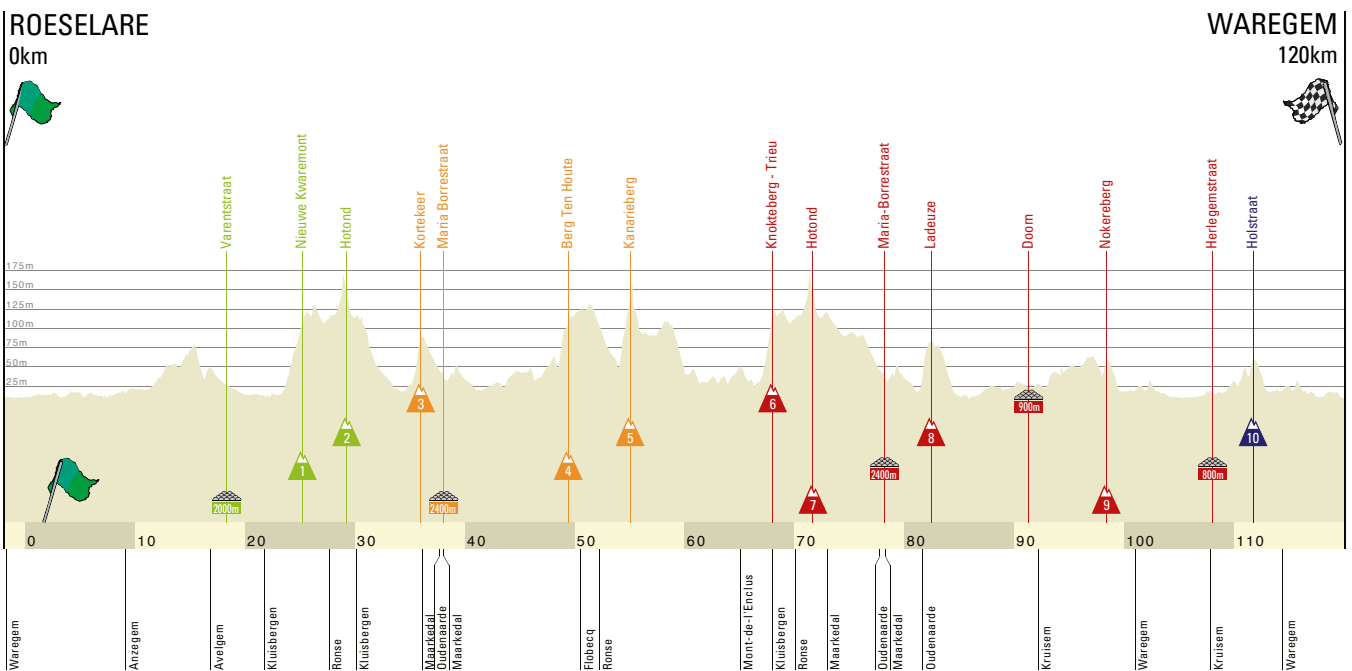 ROESELARE
0km
WAREGEM
120km
Varentstraat
Nieuwe Kwaremont
Hotond
Kortekeer
Maria Borrestraat
Berg Ten Houte
Kanarieberg
Knokteberg - Trieu
Hotond
Maria-Borrestraat
Ladeuze
Doorn
Nokereberg
Herlegemstraat
Holstraat
175m
150m
125m
100m
75m
50m
25m
3
6
900m
2
5
8
10
1
4
2400m
800m
2000m
2400m
7
9
0 10 20 30 40 50 60 70 80 90 100 110
Waregem
Anzegem
Avelgem
Kluisbergen
Ronse
Kluisbergen
Maarkedal
Oudenaarde
Maarkedal
Flobecq
Ronse
Mont-de-l'Enclus
Kluisbergen
Ronse
Maarkedal
Oudenaarde
Maarkedal
Oudenaarde
Kruisem
Waregem
Kruisem
Waregem